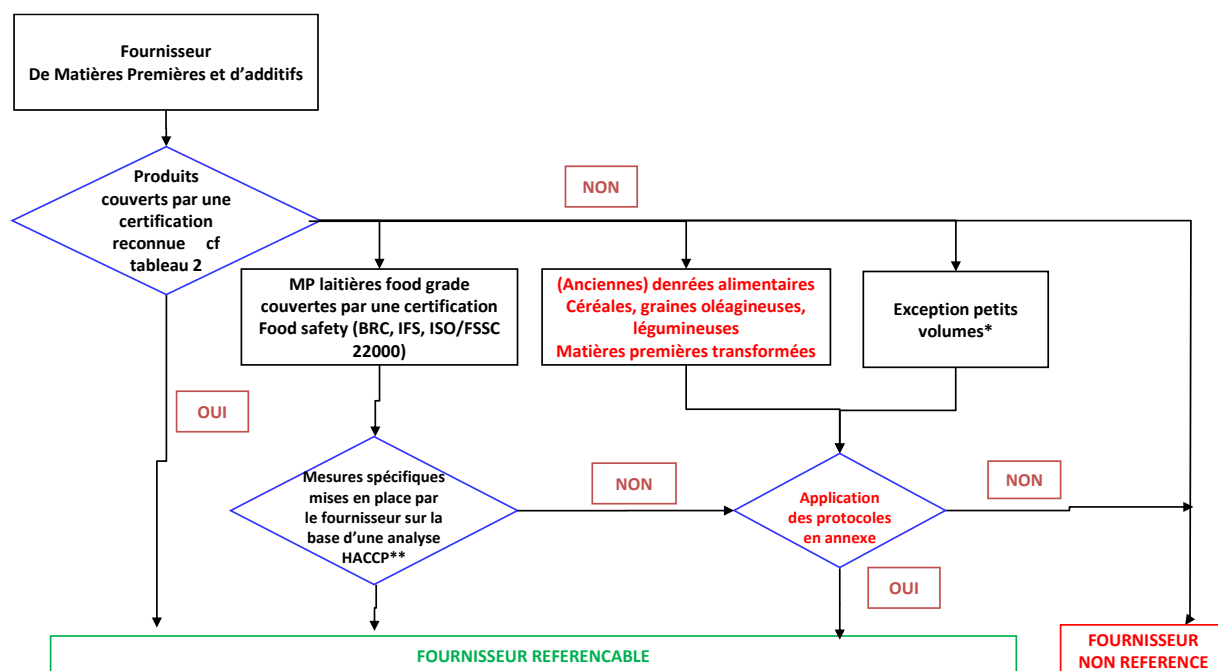 Fournisseur
De Matières Premières et d'additifs
Produits
couverts par une
certification
reconnue cf
tableau 2
NON
MP laitières food grade
couvertes par une certification
Food safety (BRC, IFS, ISO/FSSC
22000)
(Anciennes) denrées alimentaires
Céréales, graines oléagineuses,
légumineuses
Matières premières transformées
Exception petits
volumes*
OUI
Mesures spécifiques
mises en place par
le fournisseur sur la
base d'une analyse
HACCP**
NON
Application
des protocoles
en annexe
NON
OUI
FOURNISSEUR REFERENCABLE
FOURNISSEUR
NON REFERENCE